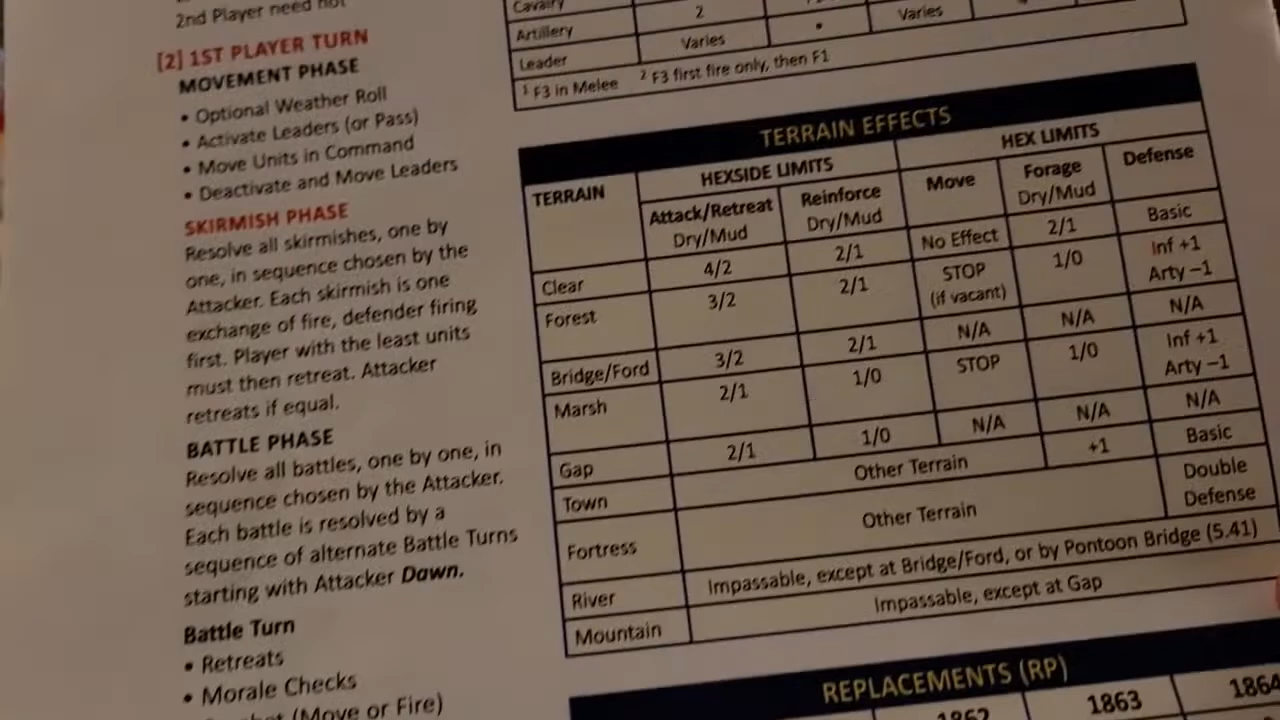 2nd Player need not
[2] 1ST PLAYER TURN
MOVEMENT PHASE
• Optional Weather Roll
• Activate Leaders (or Pass)
• Move Units in Command
• Deactivate and Move Leaders
SKIRMISH PHASE
Resolve all skirmishes, one by
one, in sequence chosen by the
Attacker. Each skirmish is one
exchange of fire, defender firing
first. Player with the least units
must then retreat. Attacker
retreats if equal.
BATTLE PHASE
Resolve all battles, one by one, in
sequence chosen by the Attacker.
Each battle is resolved by a
sequence of alternate Battle Turns
starting with Attacker Dawn.
Battle Turn
• Retreats
• Morale Checks
(Move or Fire)
Cavalry
Artillery 2 • Varies
Leader Varies
1 F3 in Melee 2 F3 first fire only, then F1
TERRAIN EFFECTS
TERRAIN HEXSIDE LIMITS HEX LIMITS
Attack/Retreat Dry/Mud Reinforce Dry/Mud Move Forage Dry/Mud Defense
Clear 4/2 2/1 No Effect 2/1 Basic
Forest 3/2 2/1 STOP (if vacant) 1/0 Inf +1 Arty –1
Bridge/Ford 3/2 2/1 N/A N/A N/A
Marsh 2/1 1/0 STOP 1/0 Inf +1 Arty –1
Gap 2/1 1/0 N/A N/A N/A
Town Other Terrain +1 Basic
Fortress Other Terrain Double Defense
River Impassable, except at Bridge/Ford, or by Pontoon Bridge (5.41)
Mountain Impassable, except at Gap
REPLACEMENTS (RP)
1862 1863 1864